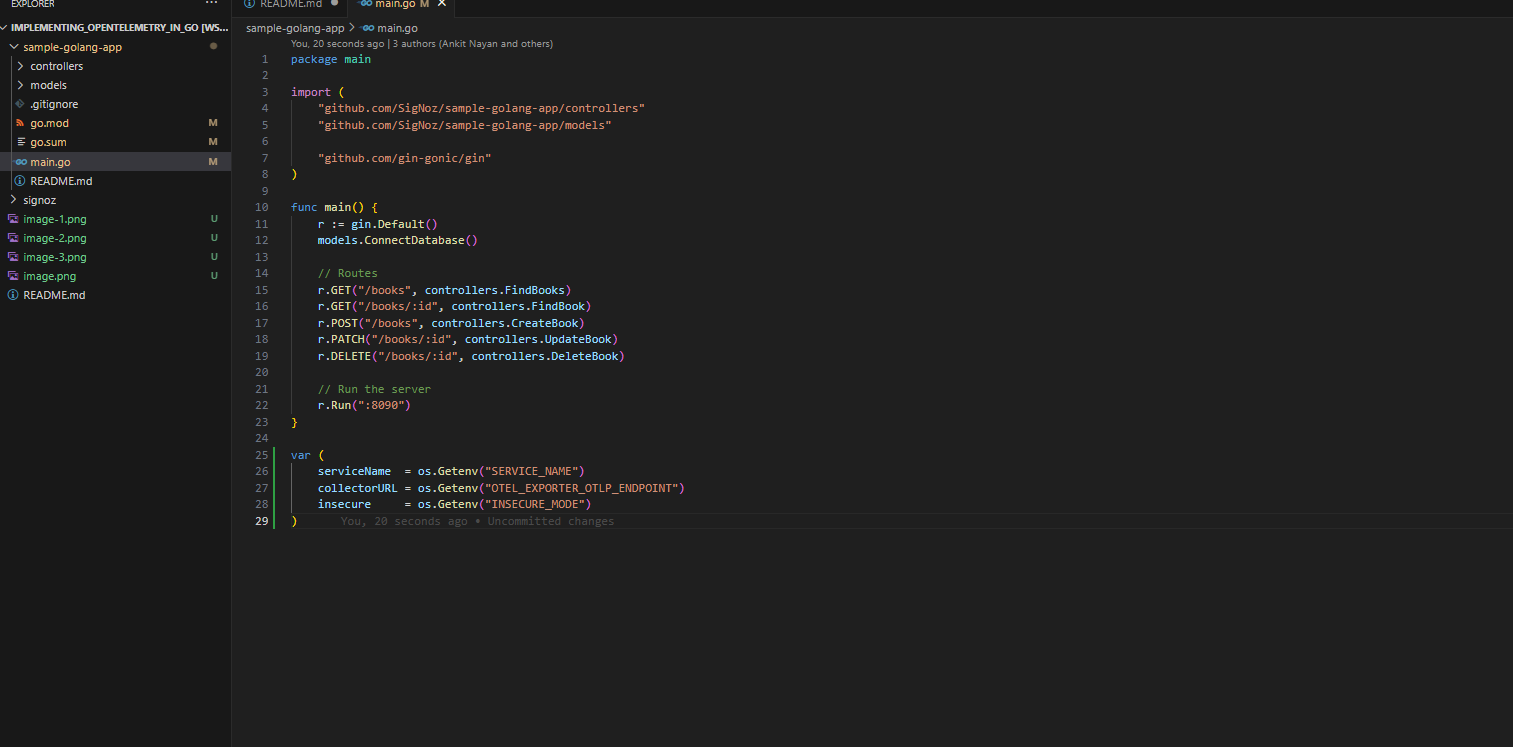 EXPLORER
···
README.md
main.go M
IMPLEMENTING_OPENTELEMETRY_IN_GO [WS...
sample-golang-app
controllers
models
.gitignore
go.mod M
go.sum M
main.go M
README.md
signoz
image-1.png U
image-2.png U
image-3.png U
image.png U
README.md
sample-golang-app > main.go
You, 20 seconds ago | 3 authors (Ankit Nayan and others)
1 package main
2
3 import (
4 "github.com/SigNoz/sample-golang-app/controllers"
5 "github.com/SigNoz/sample-golang-app/models"
6
7 "github.com/gin-gonic/gin"
8 )
9
10 func main() {
11 r := gin.Default()
12 models.ConnectDatabase()
13
14 // Routes
15 r.GET("/books", controllers.FindBooks)
16 r.GET("/books/:id", controllers.FindBook)
17 r.POST("/books", controllers.CreateBook)
18 r.PATCH("/books/:id", controllers.UpdateBook)
19 r.DELETE("/books/:id", controllers.DeleteBook)
20
21 // Run the server
22 r.Run(":8090")
23 }
24
25 var (
26 serviceName  = os.Getenv("SERVICE_NAME")
27 collectorURL = os.Getenv("OTEL_EXPORTER_OTLP_ENDPOINT")
28 insecure     = os.Getenv("INSECURE_MODE")
29 ) You, 20 seconds ago • Uncommitted changes